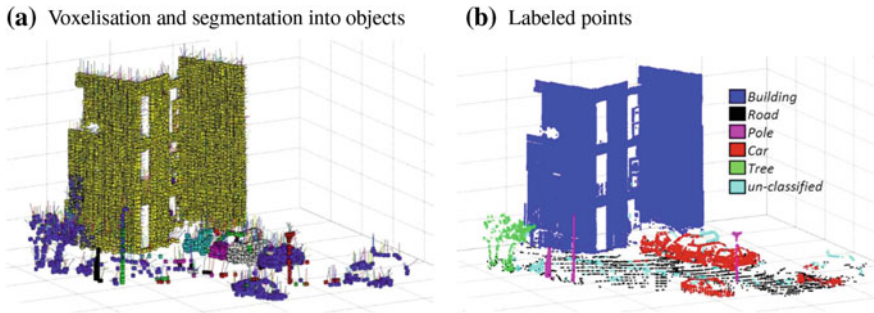 (a) Voxelisation and segmentation into objects
(b) Labeled points
Building
Road
Pole
Car
Tree
un-classified